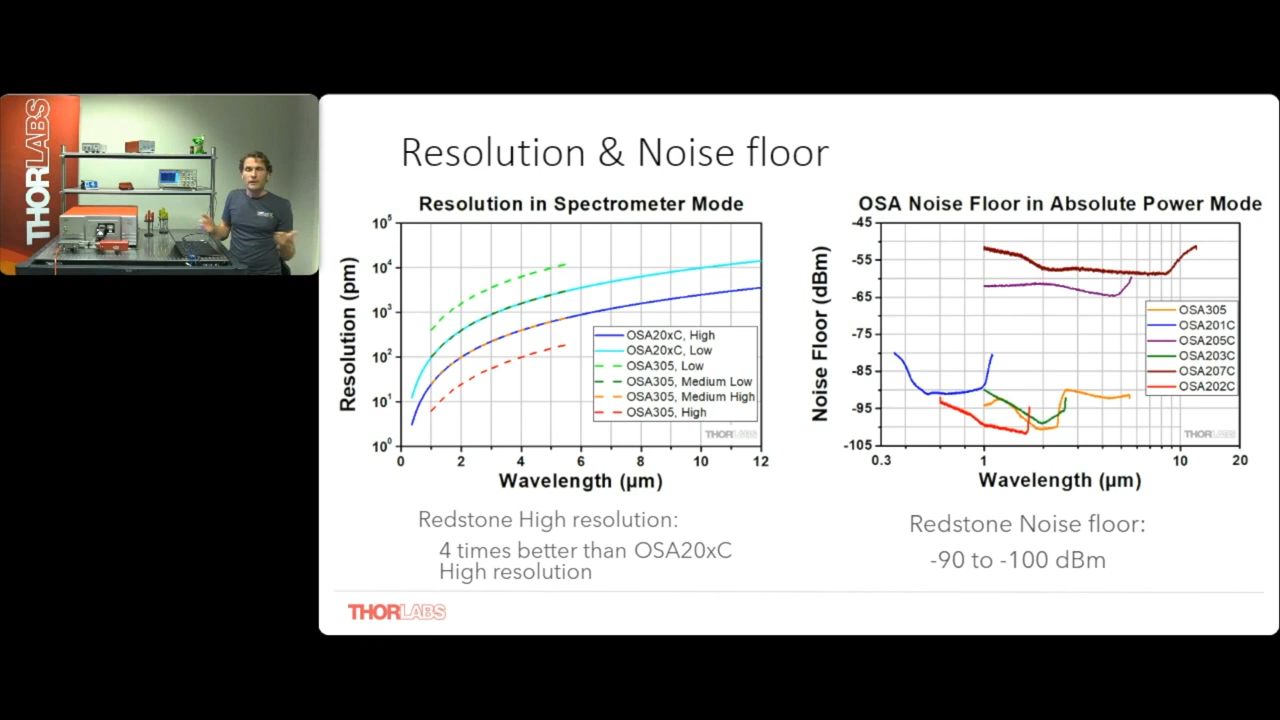 THORLABS
Resolution & Noise floor
Resolution in Spectrometer Mode
Resolution (pm)
10⁵
10⁴
10³
10²
10¹
10⁰
OSA20xC, High
OSA20xC, Low
OSA305, Low
OSA305, Medium Low
OSA305, Medium High
OSA305, High
THORLABS
0 2 4 6 8 10 12
Wavelength (μm)
OSA Noise Floor in Absolute Power Mode
Noise Floor (dBm)
-45
-55
-65
-75
-85
-95
-105
OSA305
OSA201C
OSA205C
OSA203C
OSA207C
OSA202C
THORLABS
0.3 1 10 20
Wavelength (μm)
Redstone High resolution:
4 times better than OSA20xC
High resolution
Redstone Noise floor:
-90 to -100 dBm
THORLABS